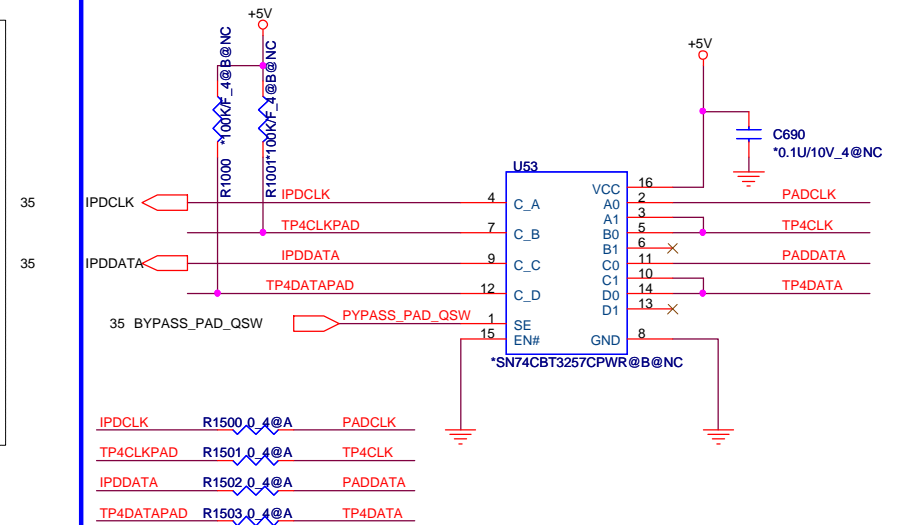 +5V
R1000 *100K/F_4@B@NC
R1001 *100K/F_4@B@NC
+5V
C690
*0.1U/10V_4@NC
U53
35 IPDCLK IPDCLK 4 C_A VCC 16
A0 2 PADCLK
A1 3
TP4CLKPAD 7 C_B B0 5 TP4CLK
B1 6
35 IPDDATA IPDDATA 9 C_C C0 11 PADDATA
C1 10
TP4DATAPAD 12 C_D D0 14 TP4DATA
D1 13
35 BYPASS_PAD_QSW PYPASS_PAD_QSW 1 SE
15 EN# GND 8
*SN74CBT3257CPWR@B@NC
IPDCLK R1500 0_4@A PADCLK
TP4CLKPAD R1501 0_4@A TP4CLK
IPDDATA R1502 0_4@A PADDATA
TP4DATAPAD R1503 0_4@A TP4DATA